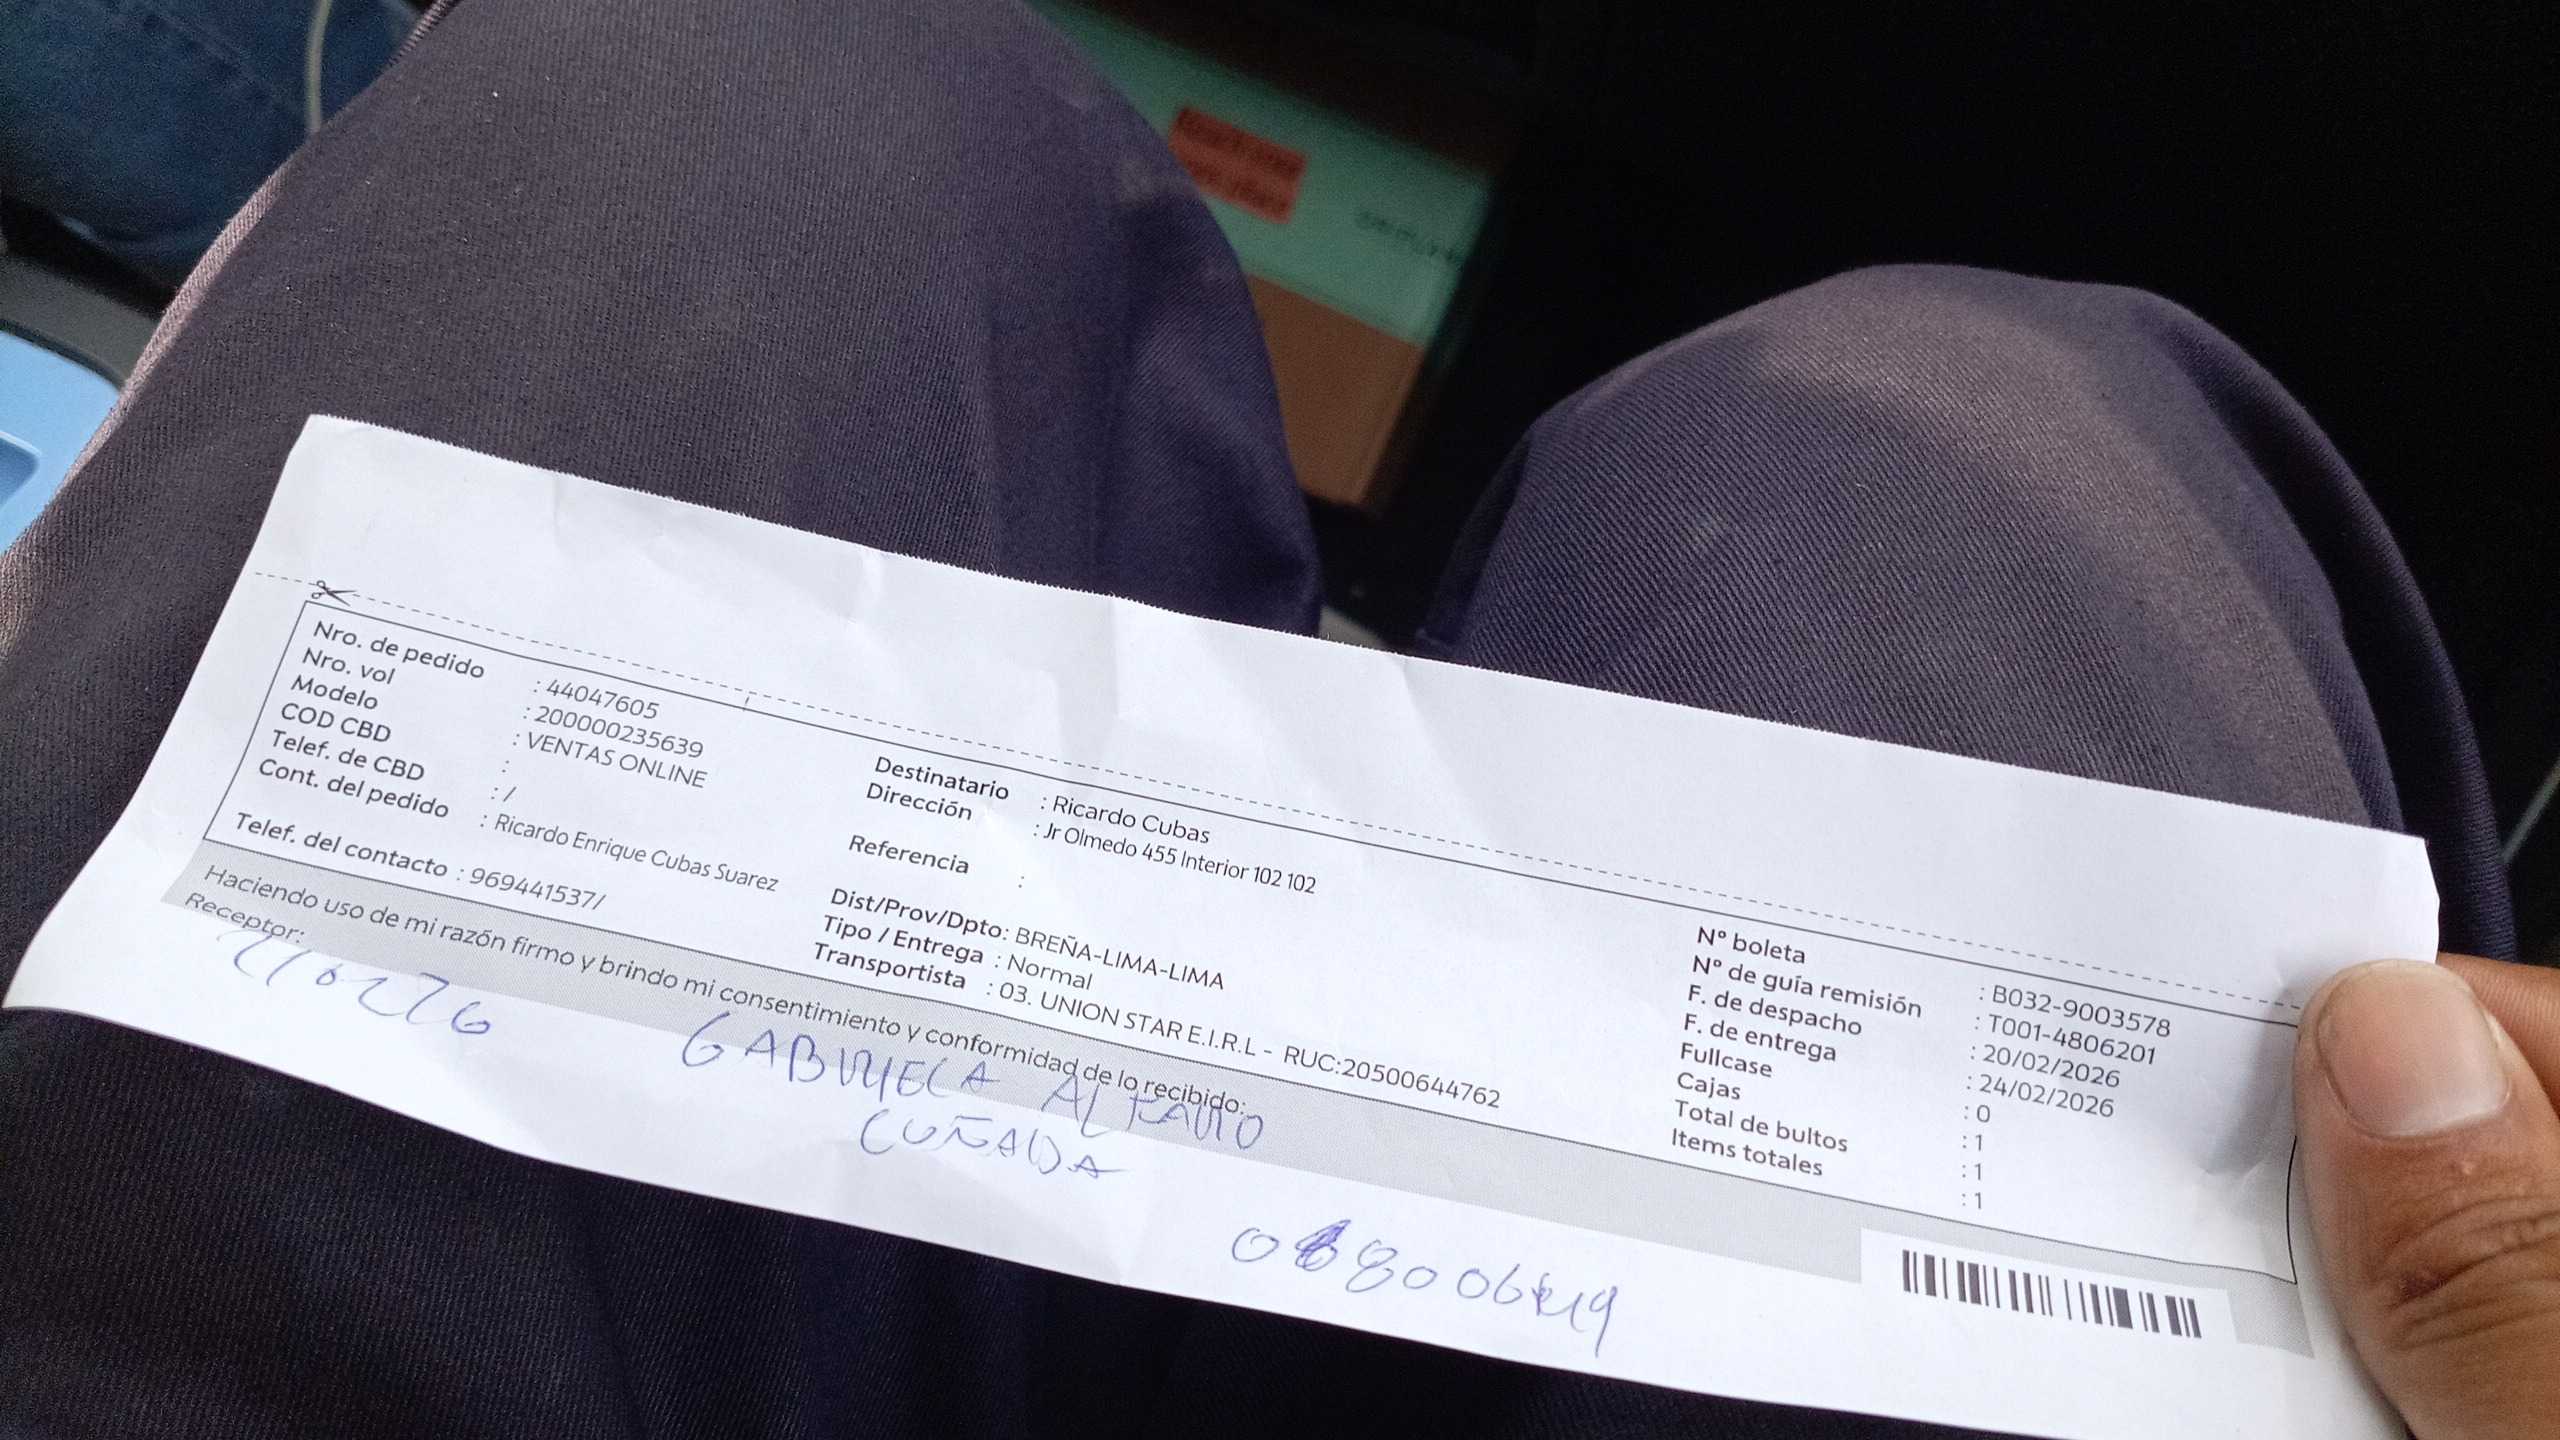 Nro. de pedido : 44047605
Nro. vol : 200000235639
Modelo : VENTAS ONLINE
COD CBD :
Telef. de CBD : /
Cont. del pedido : Ricardo Enrique Cubas Suarez
Telef. del contacto : 969441537/
Destinatario : Ricardo Cubas
Dirección : Jr Olmedo 455 Interior 102 102
Referencia :
Dist/Prov/Dpto: BREÑA-LIMA-LIMA
Tipo / Entrega : Normal
Transportista : 03. UNION STAR E.I.R.L - RUC:20500644762
Nº boleta : B032-9003578
Nº de guía remisión : T001-4806201
F. de despacho : 20/02/2026
F. de entrega : 24/02/2026
Fullcase : 0
Cajas : 1
Total de bultos : 1
Items totales : 1
Haciendo uso de mi razón firmo y brindo mi consentimiento y conformidad de lo recibido:
Receptor:
GABRIELA
CUÑADA